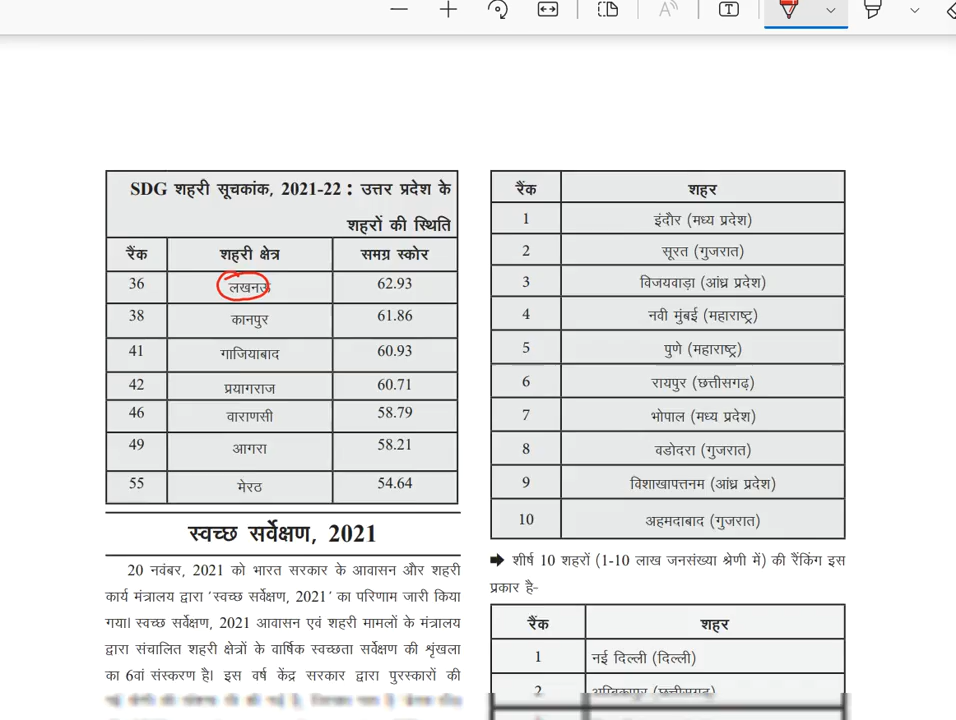 SDG शहरी सूचकांक, 2021-22 : उत्तर प्रदेश के
शहरों की स्थिति
रैंक शहरी क्षेत्र समग्र स्कोर
36 लखनऊ 62.93
38 कानपुर 61.86
41 गाजियाबाद 60.93
42 प्रयागराज 60.71
46 वाराणसी 58.79
49 आगरा 58.21
55 मेरठ 54.64
स्वच्छ सर्वेक्षण, 2021
20 नवंबर, 2021 को भारत सरकार के आवासन और शहरी
कार्य मंत्रालय द्वारा 'स्वच्छ सर्वेक्षण, 2021' का परिणाम जारी किया
गया। स्वच्छ सर्वेक्षण, 2021 आवासन एवं शहरी मामलों के मंत्रालय
द्वारा संचालित शहरी क्षेत्रों के वार्षिक स्वच्छता सर्वेक्षण की शृंखला
का 6वां संस्करण है। इस वर्ष केंद्र सरकार द्वारा पुरस्कारों की
रैंक शहर
1 इंदौर (मध्य प्रदेश)
2 सूरत (गुजरात)
3 विजयवाड़ा (आंध्र प्रदेश)
4 नवी मुंबई (महाराष्ट्र)
5 पुणे (महाराष्ट्र)
6 रायपुर (छत्तीसगढ़)
7 भोपाल (मध्य प्रदेश)
8 वडोदरा (गुजरात)
9 विशाखापत्तनम (आंध्र प्रदेश)
10 अहमदाबाद (गुजरात)
➡ शीर्ष 10 शहरों (1-10 लाख जनसंख्या श्रेणी में) की रैंकिंग इस
प्रकार है-
रैंक शहर
1 नई दिल्ली (दिल्ली)
2 अम्बिकापुर (छत्तीसगढ़)